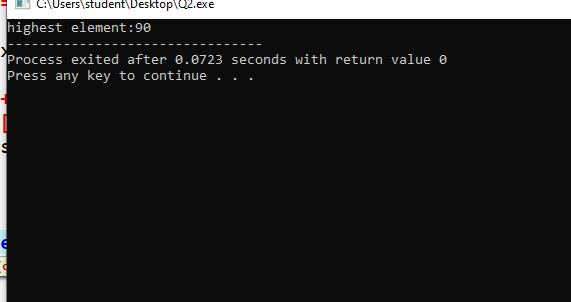 C:\Users\student\Desktop\Q2.exe
highest element:90
--------------------------------
Process exited after 0.0723 seconds with return value 0
Press any key to continue . . .